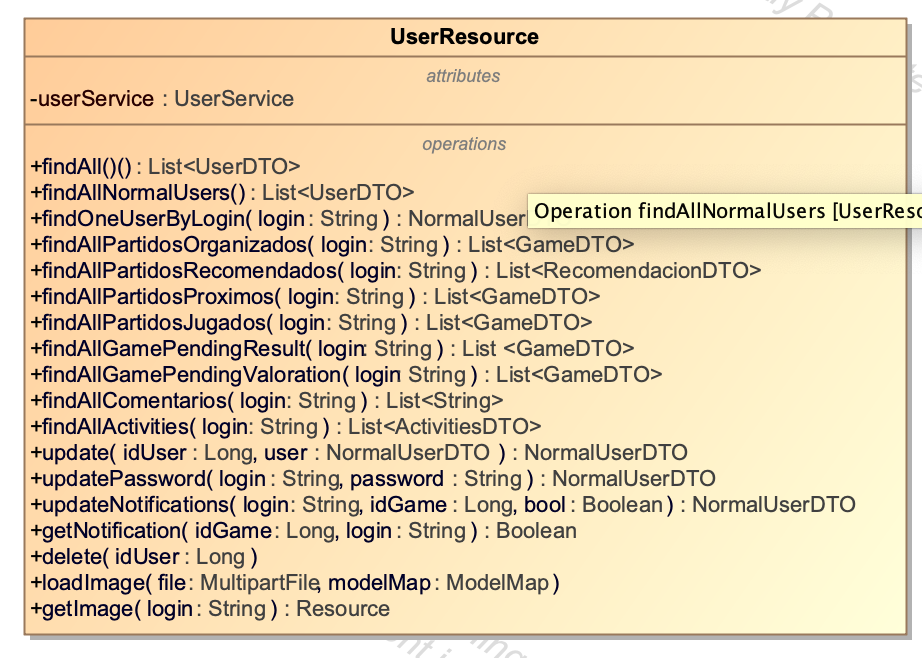 UserResource
attributes
-userService : UserService
operations
+findAll()() : List<UserDTO>
+findAllNormalUsers() : List<UserDTO>
+findOneUserByLogin( login : String ) : NormalUser
Operation findAllNormalUsers [UserReso
+findAllPartidosOrganizados( login: String ) : List<GameDTO>
+findAllPartidosRecomendados( login: String ) : List<RecomendacionDTO>
+findAllPartidosProximos( login: String ) : List<GameDTO>
+findAllPartidosJugados( login: String ) : List<GameDTO>
+findAllGamePendingResult( login: String ) : List <GameDTO>
+findAllGamePendingValoration( login: String ) : List<GameDTO>
+findAllComentarios( login: String ) : List<String>
+findAllActivities( login: String ) : List<ActivitiesDTO>
+update( idUser : Long, user : NormalUserDTO ) : NormalUserDTO
+updatePassword( login : String, password : String ) : NormalUserDTO
+updateNotifications( login: String, idGame : Long, bool : Boolean ) : NormalUserDTO
+getNotification( idGame : Long, login : String ) : Boolean
+delete( idUser : Long )
+loadImage( file : MultipartFile, modelMap : ModelMap )
+getImage( login : String ) : Resource